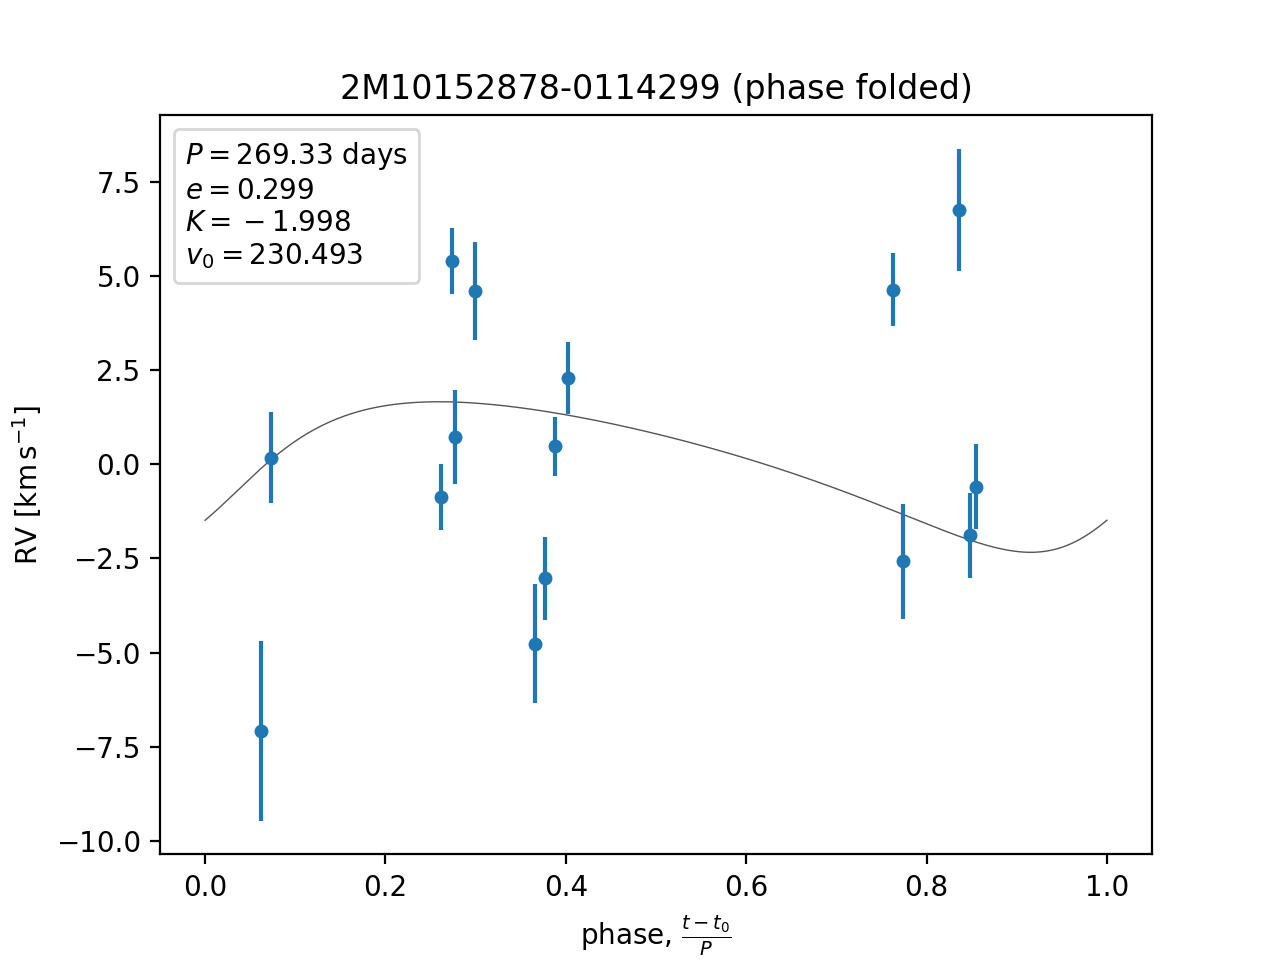 2M10152878-0114299 (phase folded)
P = 269.33 days
e = 0.299
K = −1.998
v₀ = 230.493
7.5
5.0
2.5
0.0
−2.5
−5.0
−7.5
−10.0
RV [km s⁻¹]
0.0 0.2 0.4 0.6 0.8 1.0
phase, (t − t₀)/P